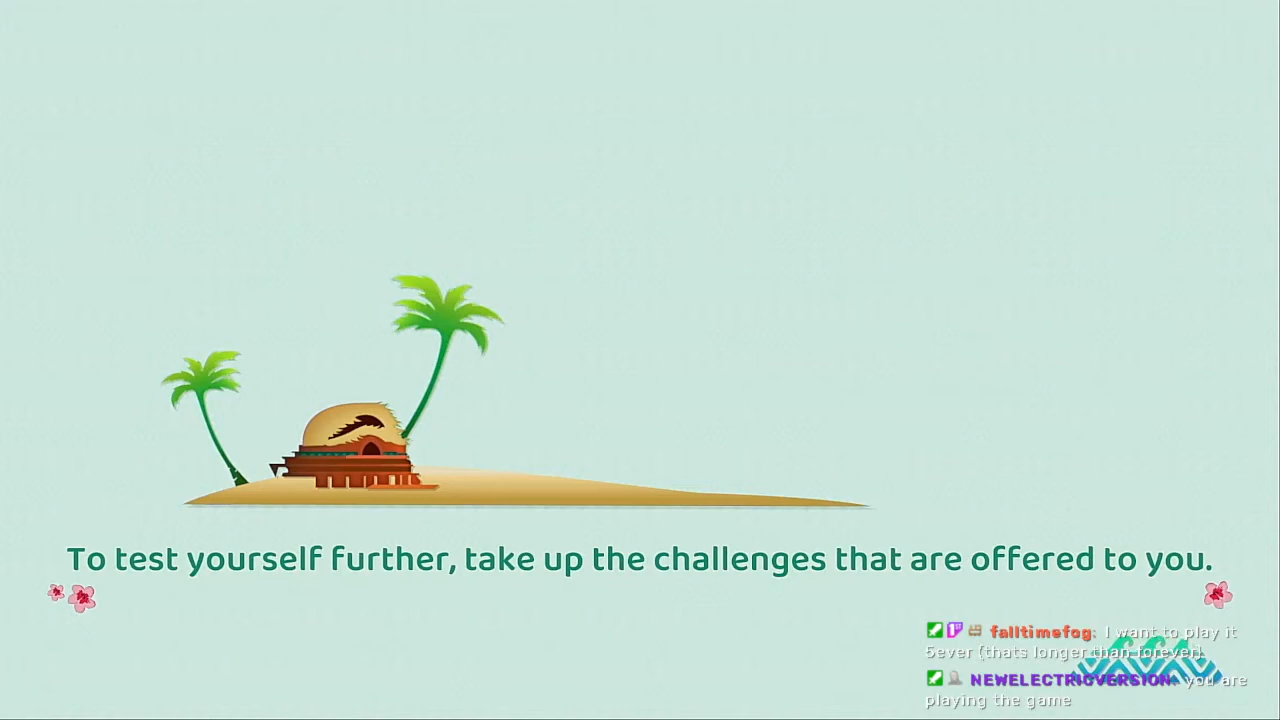 To test yourself further, take up the challenges that are offered to you.
falltimefog: I want to play it
5ever (thats longer than forever)
NEWELECTRICVERSION: you are
playing the game